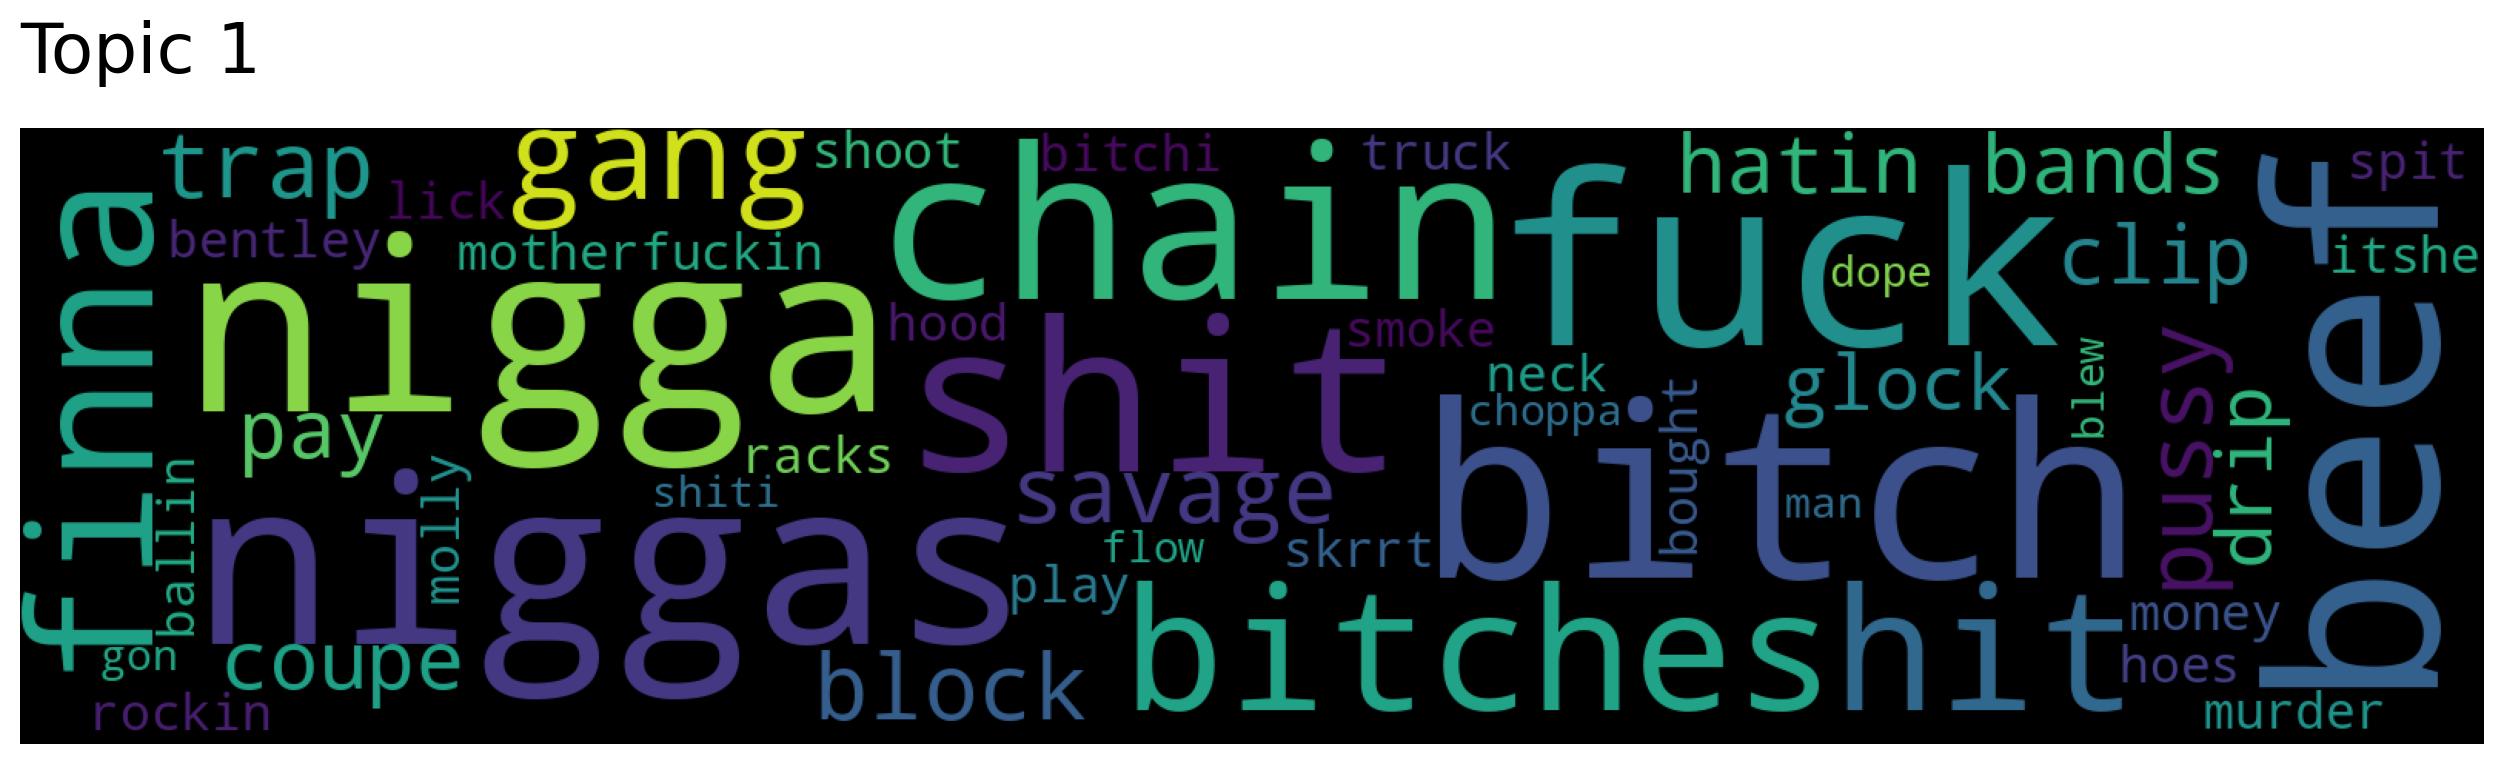 Topic 1
trap
gang
shoot
bitchi
truck
hatin
bands
spit
lick
bentley
motherfuckin
chain
fuck
dope
clip
itshe
finna
nigga
hood
smoke
shit
neck
choppa
glock
blew
beef
pay
racks
bought
pussy
drip
ballin
molly
shiti
savage
bitch
man
niggas
flow
skrrt
play
bitches
hit
money
gon
coupe
block
hoes
rockin
murder